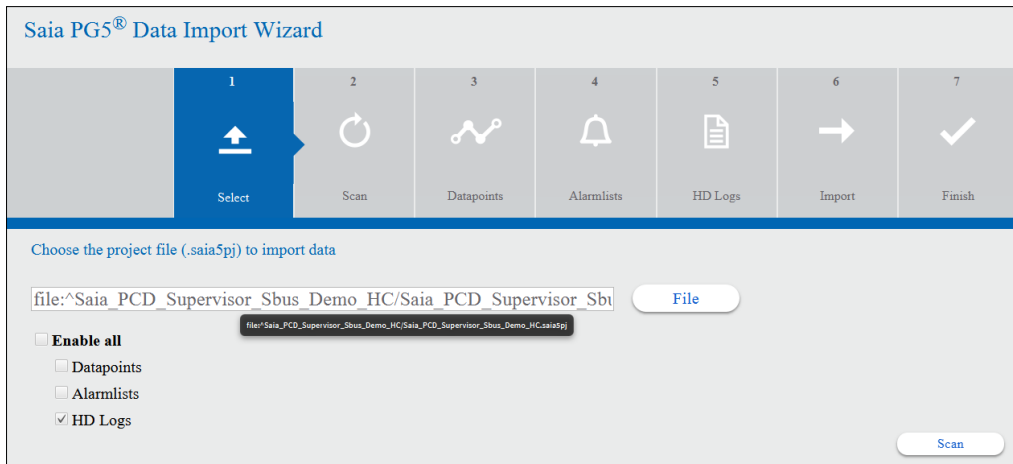 Saia PG5® Data Import Wizard
1 2 3 4 5 6 7
Select Scan Datapoints Alarmlists HD Logs Import Finish
Choose the project file (.saia5pj) to import data
file:^Saia_PCD_Supervisor_Sbus_Demo_HC/Saia_PCD_Supervisor_Sbu File
file:^Saia_PCD_Supervisor_Sbus_Demo_HC/Saia_PCD_Supervisor_Sbus_Demo_HC.saia5pj
Enable all
Datapoints
Alarmlists
HD Logs
Scan